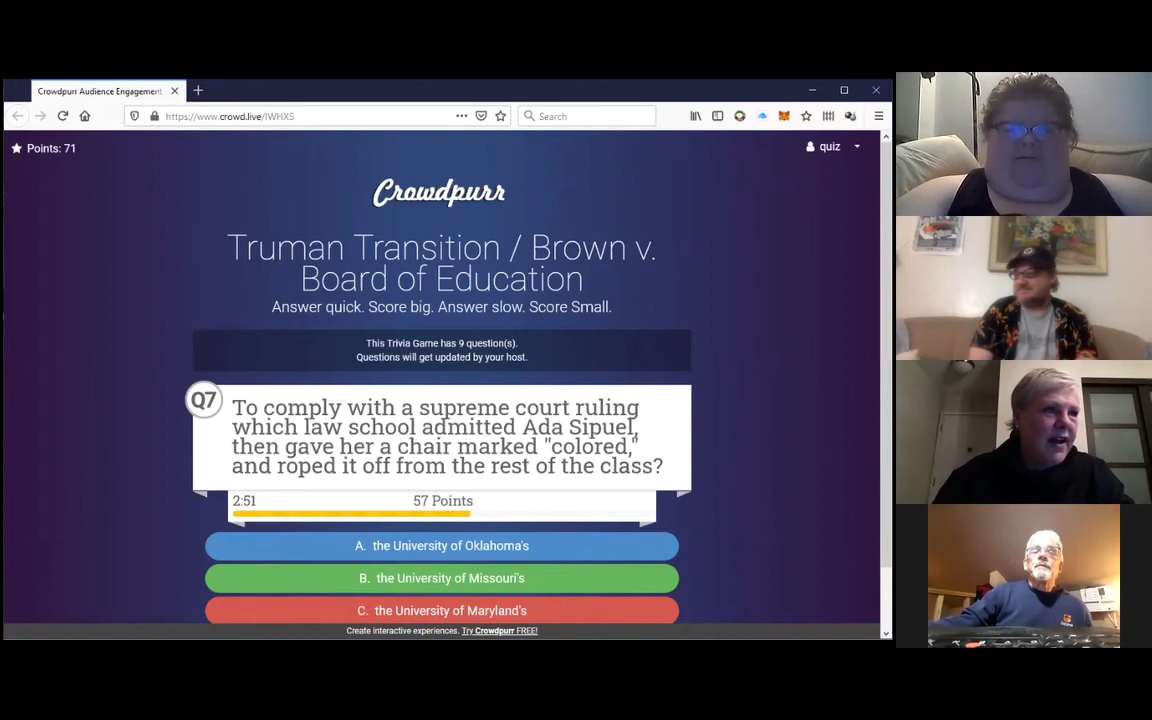 Crowdpurr Audience Engagement
https://www.crowd.live/IWHX5
Search
Points: 71
quiz
Crowdpurr
Truman Transition / Brown v.
Board of Education
Answer quick. Score big. Answer slow. Score Small.
This Trivia Game has 9 question(s).
Questions will get updated by your host.
Q7
To comply with a supreme court ruling
which law school admitted Ada Sipuel,
then gave her a chair marked "colored,"
and roped it off from the rest of the class?
2:51 57 Points
A. the University of Oklahoma's
B. the University of Missouri's
C. the University of Maryland's
Create interactive experiences. Try Crowdpurr FREE!